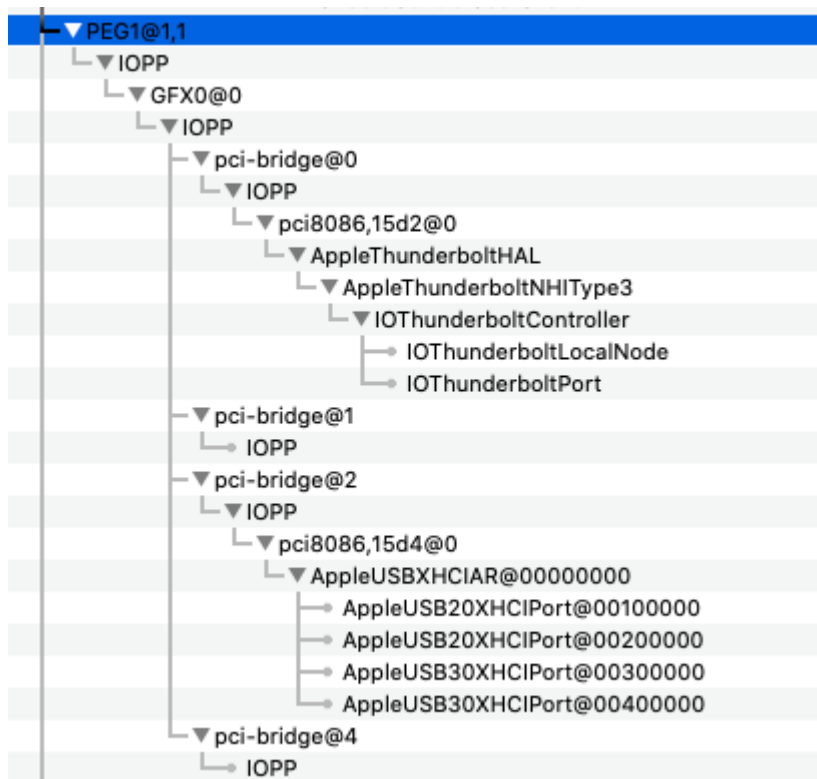 PEG1@1,1
IOPP
GFX0@0
IOPP
pci-bridge@0
IOPP
pci8086,15d2@0
AppleThunderboltHAL
AppleThunderboltNHIType3
IOThunderboltController
IOThunderboltLocalNode
IOThunderboltPort
pci-bridge@1
IOPP
pci-bridge@2
IOPP
pci8086,15d4@0
AppleUSBXHCIAR@00000000
AppleUSB20XHCIPort@00100000
AppleUSB20XHCIPort@00200000
AppleUSB30XHCIPort@00300000
AppleUSB30XHCIPort@00400000
pci-bridge@4
IOPP